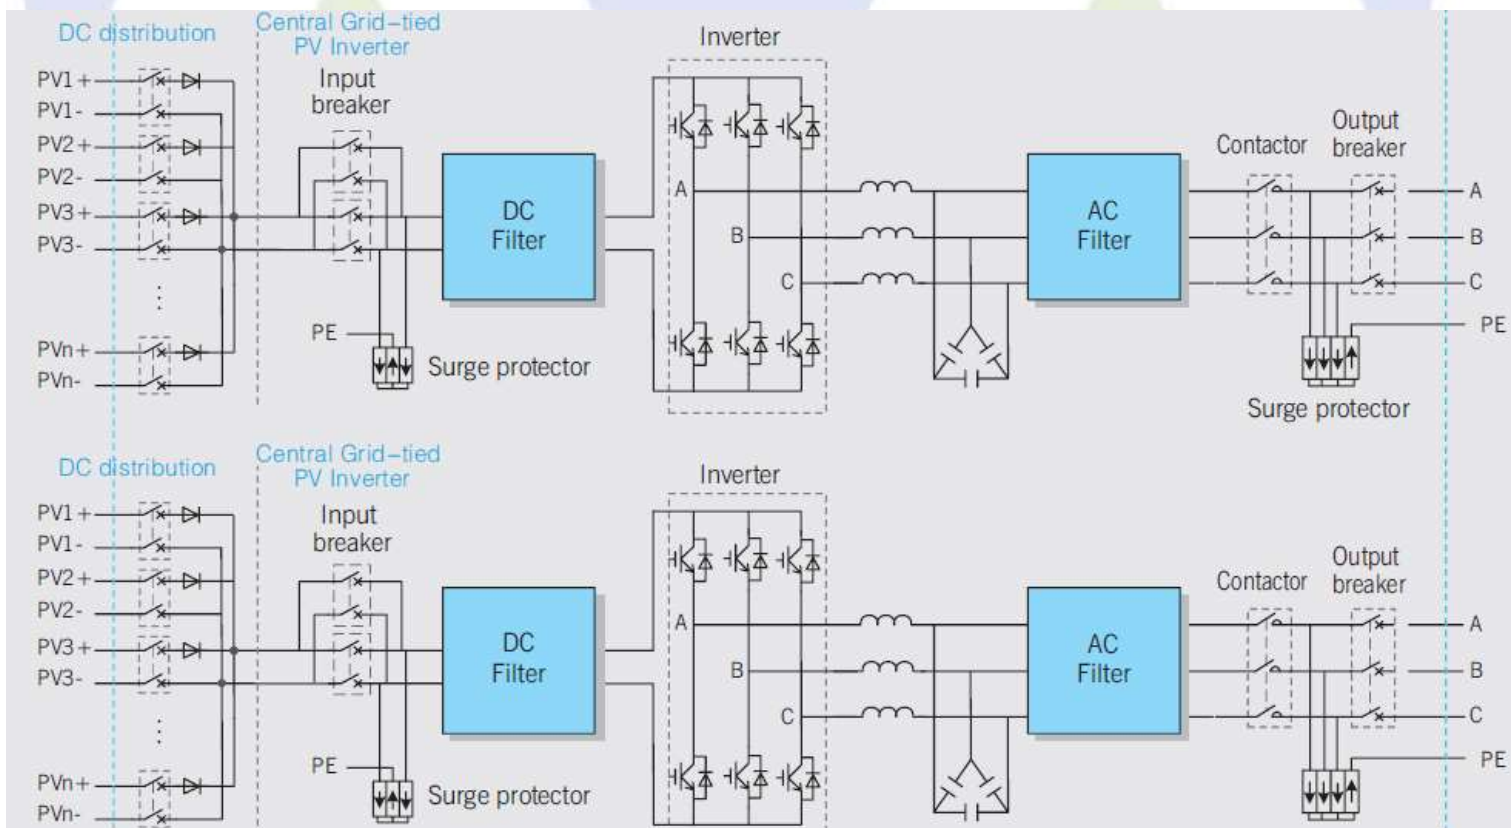 DC distribution
Central Grid-tied
PV Inverter
Inverter
Input
breaker
PV1 +
PV1 -
PV2+
PV2-
PV3+
PV3-
PVn+
PVn-
DC
Filter
A
B
C
AC
Filter
Contactor
Output
breaker
A
B
C
PE
PE
Surge protector
Surge protector
DC distribution
Central Grid-tied
PV Inverter
Inverter
Input
breaker
PV1 +
PV1-
PV2+
PV2-
PV3+
PV3-
PVn+
PVn-
DC
Filter
A
B
C
AC
Filter
Contactor
Output
breaker
A
B
C
PE
PE
Surge protector